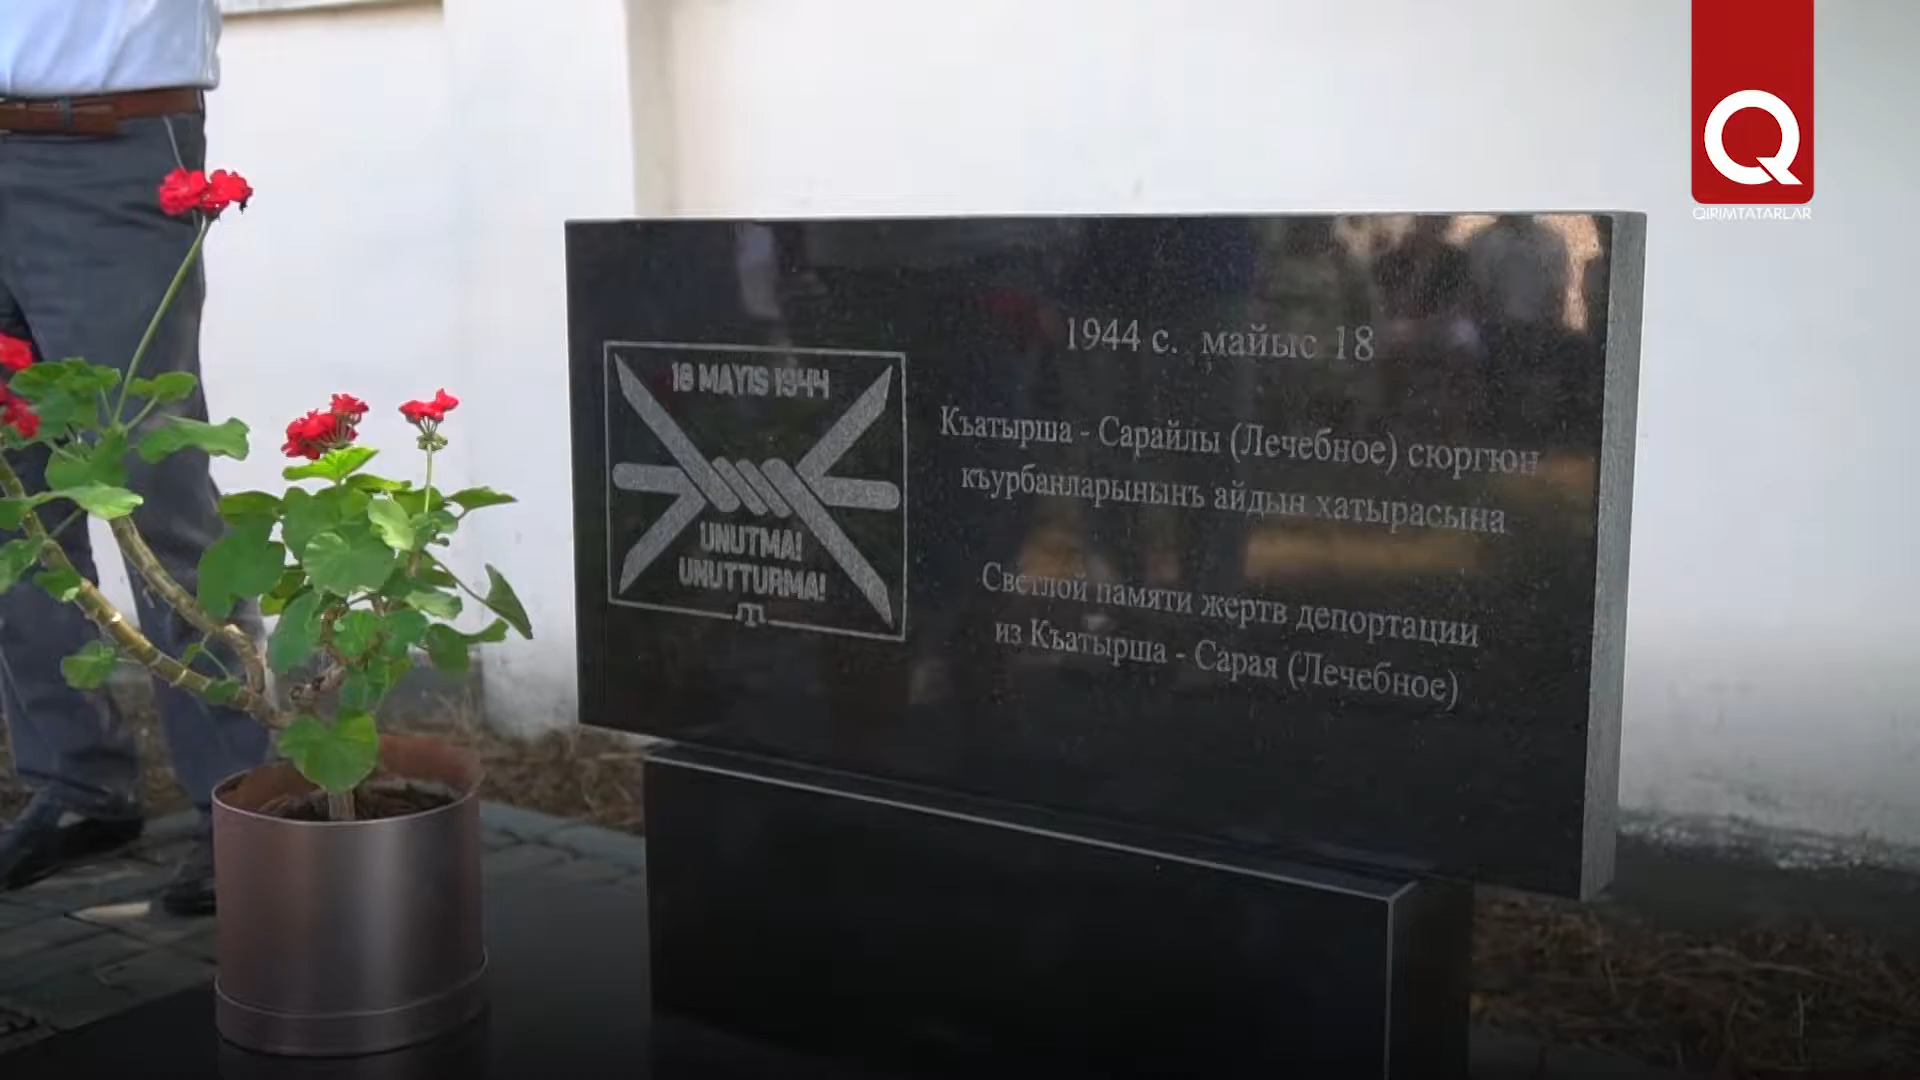 Q
QIRIMTATARLAR
18 MAYIS 1944
UNUTMA!
UNUTTURMA!
1944 с. майыс 18
Къатырша - Сарайлы (Лечебное) сюргюн
къурбанларынынъ айдын хатырасына
Светлой памяти жертв депортации
из Къатырша - Сарая (Лечебное)